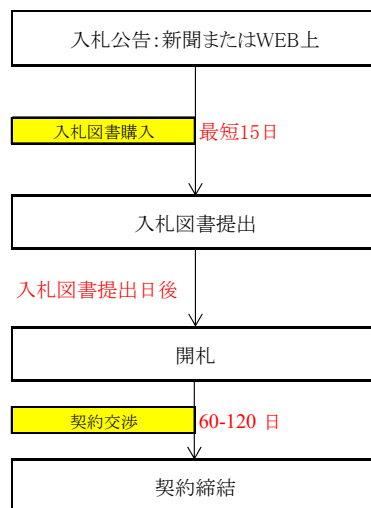 入札公告:新聞またはWEB上
入札図書購入 最短15日
入札図書提出
入札図書提出日後
開札
契約交渉 60-120 日
契約締結